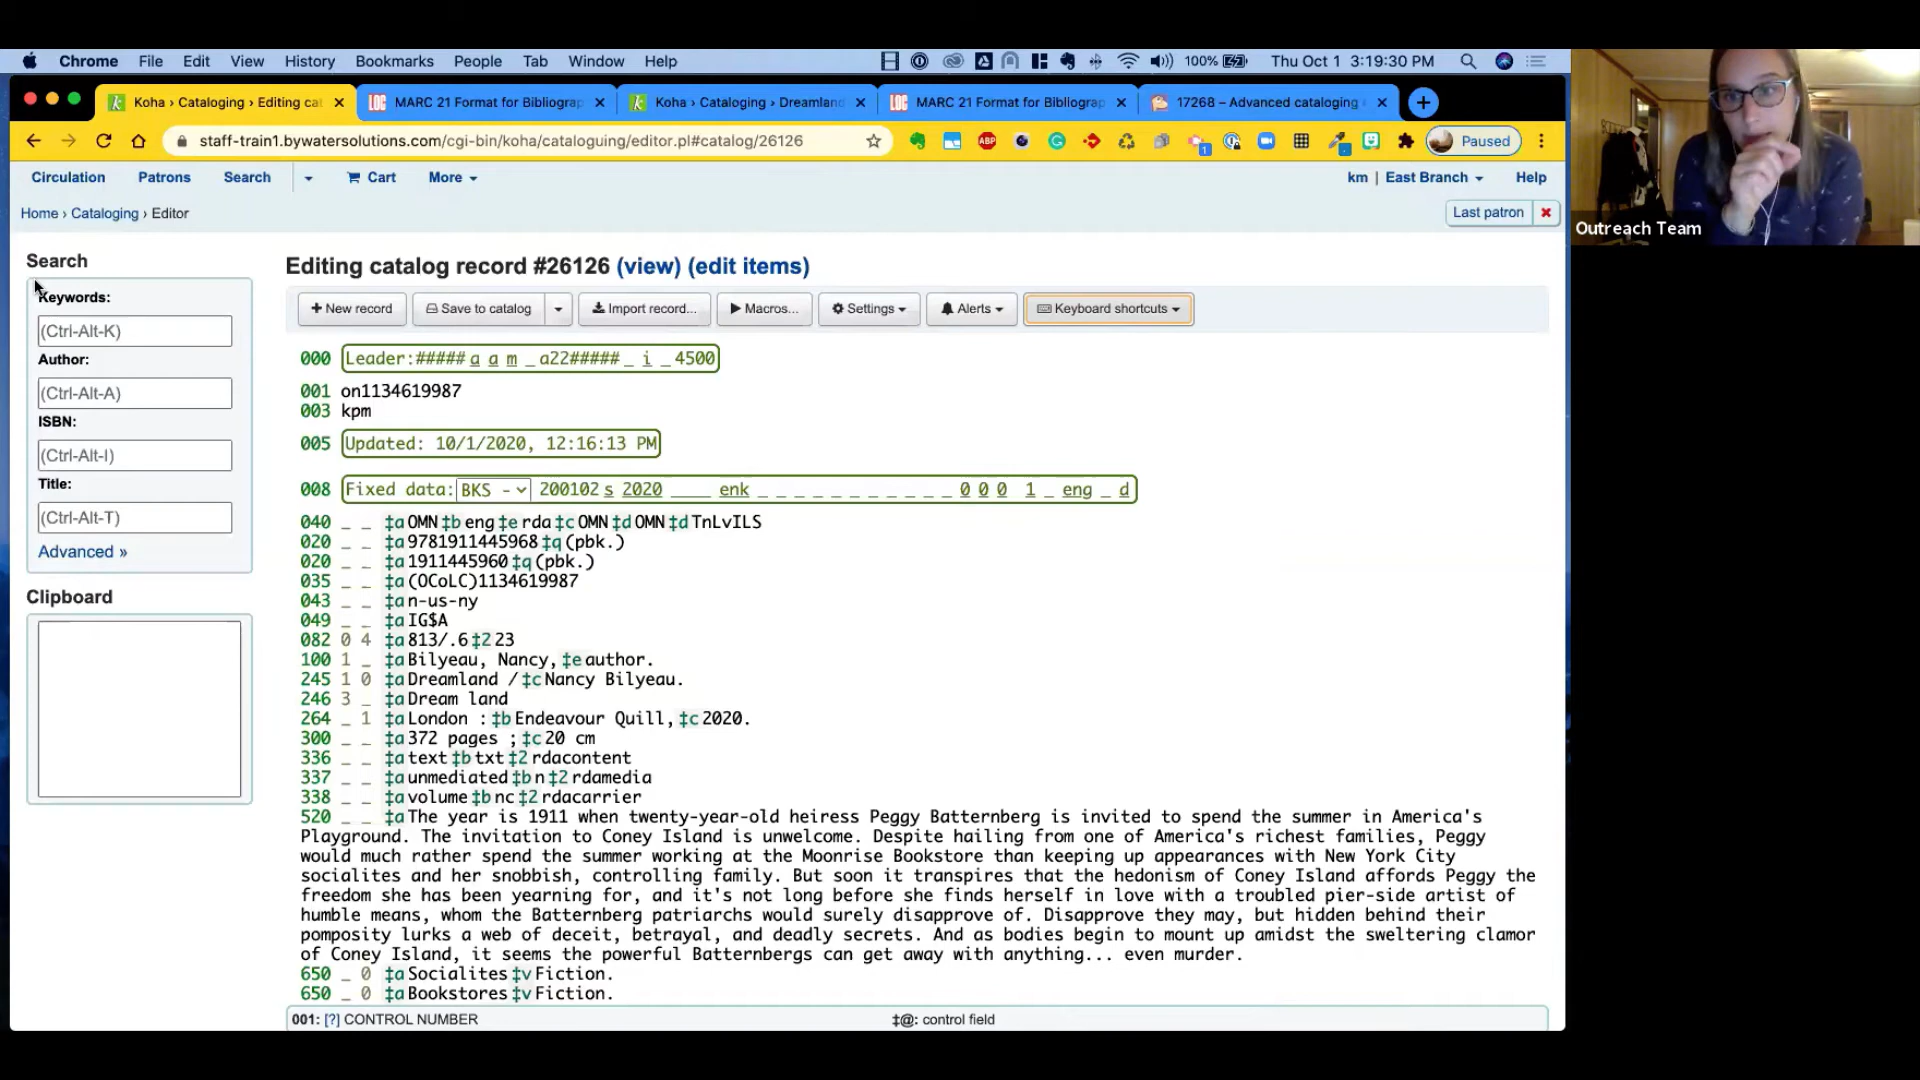 Chrome File Edit View History Bookmarks People Tab Window Help 100% Thu Oct 1 3:19:30 PM
Koha › Cataloging › Editing cat MARC 21 Format for Bibliograp Koha › Cataloging › Dreamland MARC 21 Format for Bibliograp 17268 – Advanced cataloging
staff-train1.bywatersolutions.com/cgi-bin/koha/cataloguing/editor.pl#catalog/26126 ABP Paused
Circulation Patrons Search Cart More km | East Branch Help
Home › Cataloging › Editor Last patron
Outreach Team
Search
Keywords:
(Ctrl-Alt-K)
Author:
(Ctrl-Alt-A)
ISBN:
(Ctrl-Alt-I)
Title:
(Ctrl-Alt-T)
Advanced »
Clipboard
Editing catalog record #26126 (view) (edit items)
+ New record Save to catalog Import record... Macros... Settings Alerts Keyboard shortcuts
000 Leader:##### a a m _ a22##### _ i _ 4500
001 on1134619987
003 kpm
005 Updated: 10/1/2020, 12:16:13 PM
008 Fixed data: BKS - 200102 s 2020 ____ enk _ _ _ _ _ _ _ _ _ _ _ 0 0 0 1 _ eng _ d
040 _ _ ‡a OMN ‡b eng ‡e rda ‡c OMN ‡d OMN ‡d TnLvILS
020 _ _ ‡a 9781911445968 ‡q (pbk.)
020 _ _ ‡a 1911445960 ‡q (pbk.)
035 _ _ ‡a (OCoLC)1134619987
043 _ _ ‡a n-us-ny
049 _ _ ‡a IG$A
082 0 4 ‡a 813/.6 ‡2 23
100 1 _ ‡a Bilyeau, Nancy, ‡e author.
245 1 0 ‡a Dreamland / ‡c Nancy Bilyeau.
246 3 _ ‡a Dream land
264 _ 1 ‡a London : ‡b Endeavour Quill, ‡c 2020.
300 _ _ ‡a 372 pages ; ‡c 20 cm
336 _ _ ‡a text ‡b txt ‡2 rdacontent
337 _ _ ‡a unmediated ‡b n ‡2 rdamedia
338 _ _ ‡a volume ‡b nc ‡2 rdacarrier
520 _ _ ‡a The year is 1911 when twenty-year-old heiress Peggy Batternberg is invited to spend the summer in America's
Playground. The invitation to Coney Island is unwelcome. Despite hailing from one of America's richest families, Peggy
would much rather spend the summer working at the Moonrise Bookstore than keeping up appearances with New York City
socialites and her snobbish, controlling family. But soon it transpires that the hedonism of Coney Island affords Peggy the
freedom she has been yearning for, and it's not long before she finds herself in love with a troubled pier-side artist of
humble means, whom the Batternberg patriarchs would surely disapprove of. Disapprove they may, but hidden behind their
pomposity lurks a web of deceit, betrayal, and deadly secrets. And as bodies begin to mount up amidst the sweltering clamor
of Coney Island, it seems the powerful Batternbergs can get away with anything... even murder.
650 _ 0 ‡a Socialites ‡v Fiction.
650 _ 0 ‡a Bookstores ‡v Fiction.
001: [?] CONTROL NUMBER ‡@: control field